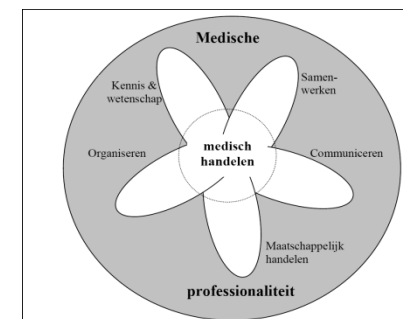 Medische
Kennis &
wetenschap
Samen-
werken
medisch
handelen
Organiseren
Communiceren
Maatschappelijk
handelen
professionaliteit